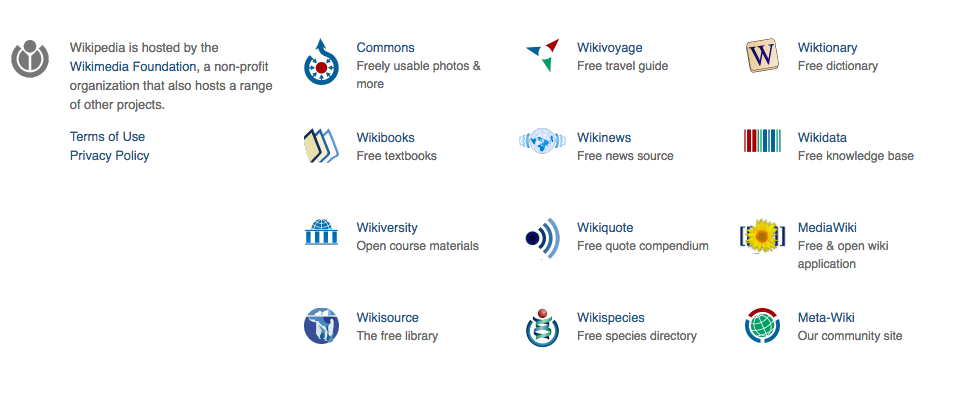 Wikipedia is hosted by the
Wikimedia Foundation, a non-profit
organization that also hosts a range
of other projects.
Terms of Use
Privacy Policy
Commons
Freely usable photos &
more
Wikivoyage
Free travel guide
W
Wiktionary
Free dictionary
Wikibooks
Free textbooks
Wikinews
Free news source
Wikidata
Free knowledge base
Wikiversity
Open course materials
Wikiquote
Free quote compendium
MediaWiki
Free & open wiki
application
Wikisource
The free library
Wikispecies
Free species directory
Meta-Wiki
Our community site